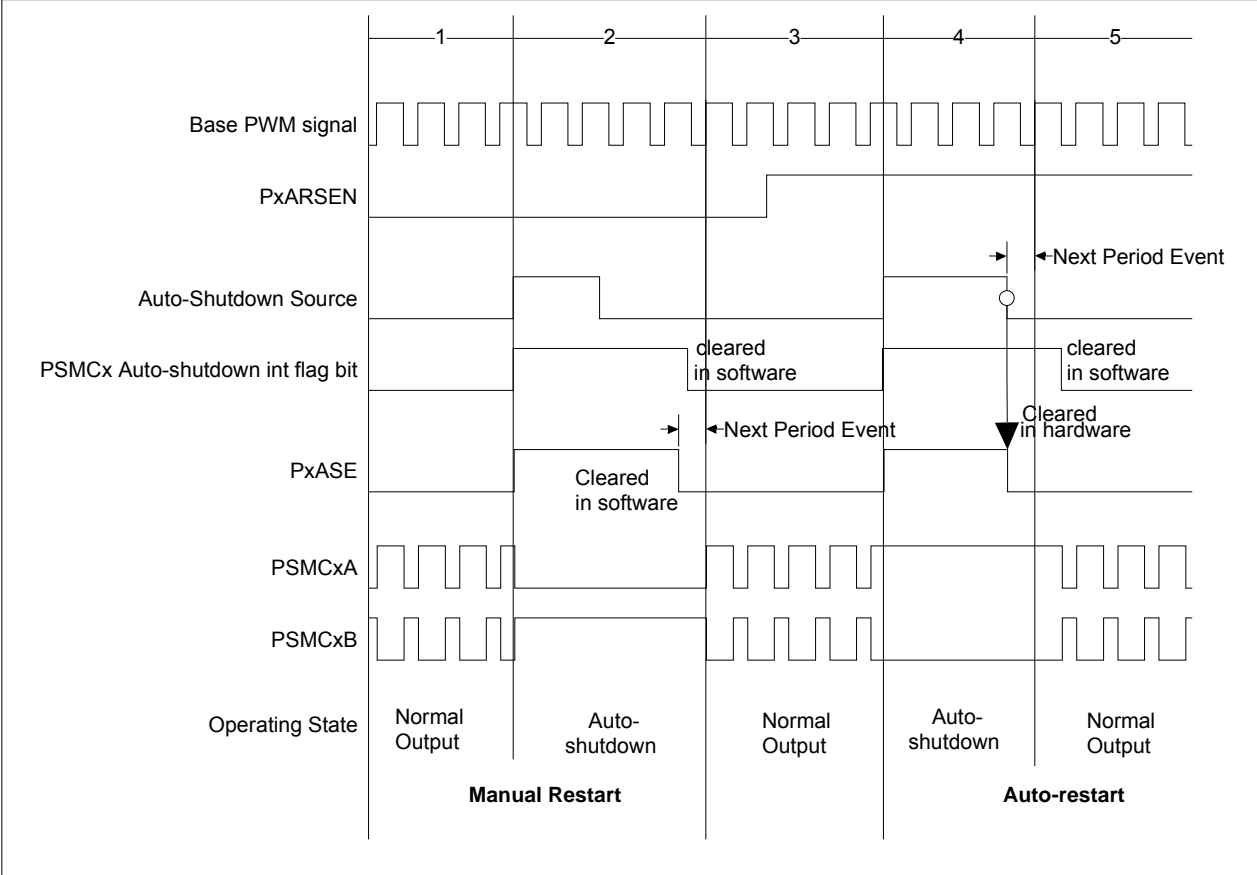 1
2
3
4
5
Base PWM signal
PxARSEN
Next Period Event
Auto-Shutdown Source
cleared
in software
cleared
in software
PSMCx Auto-shutdown int flag bit
Next Period Event
Cleared
in hardware
PxASE
Cleared
in software
PSMCxA
PSMCxB
Operating State
Normal
Output
Auto-
shutdown
Normal
Output
Auto-
shutdown
Normal
Output
Manual Restart
Auto-restart